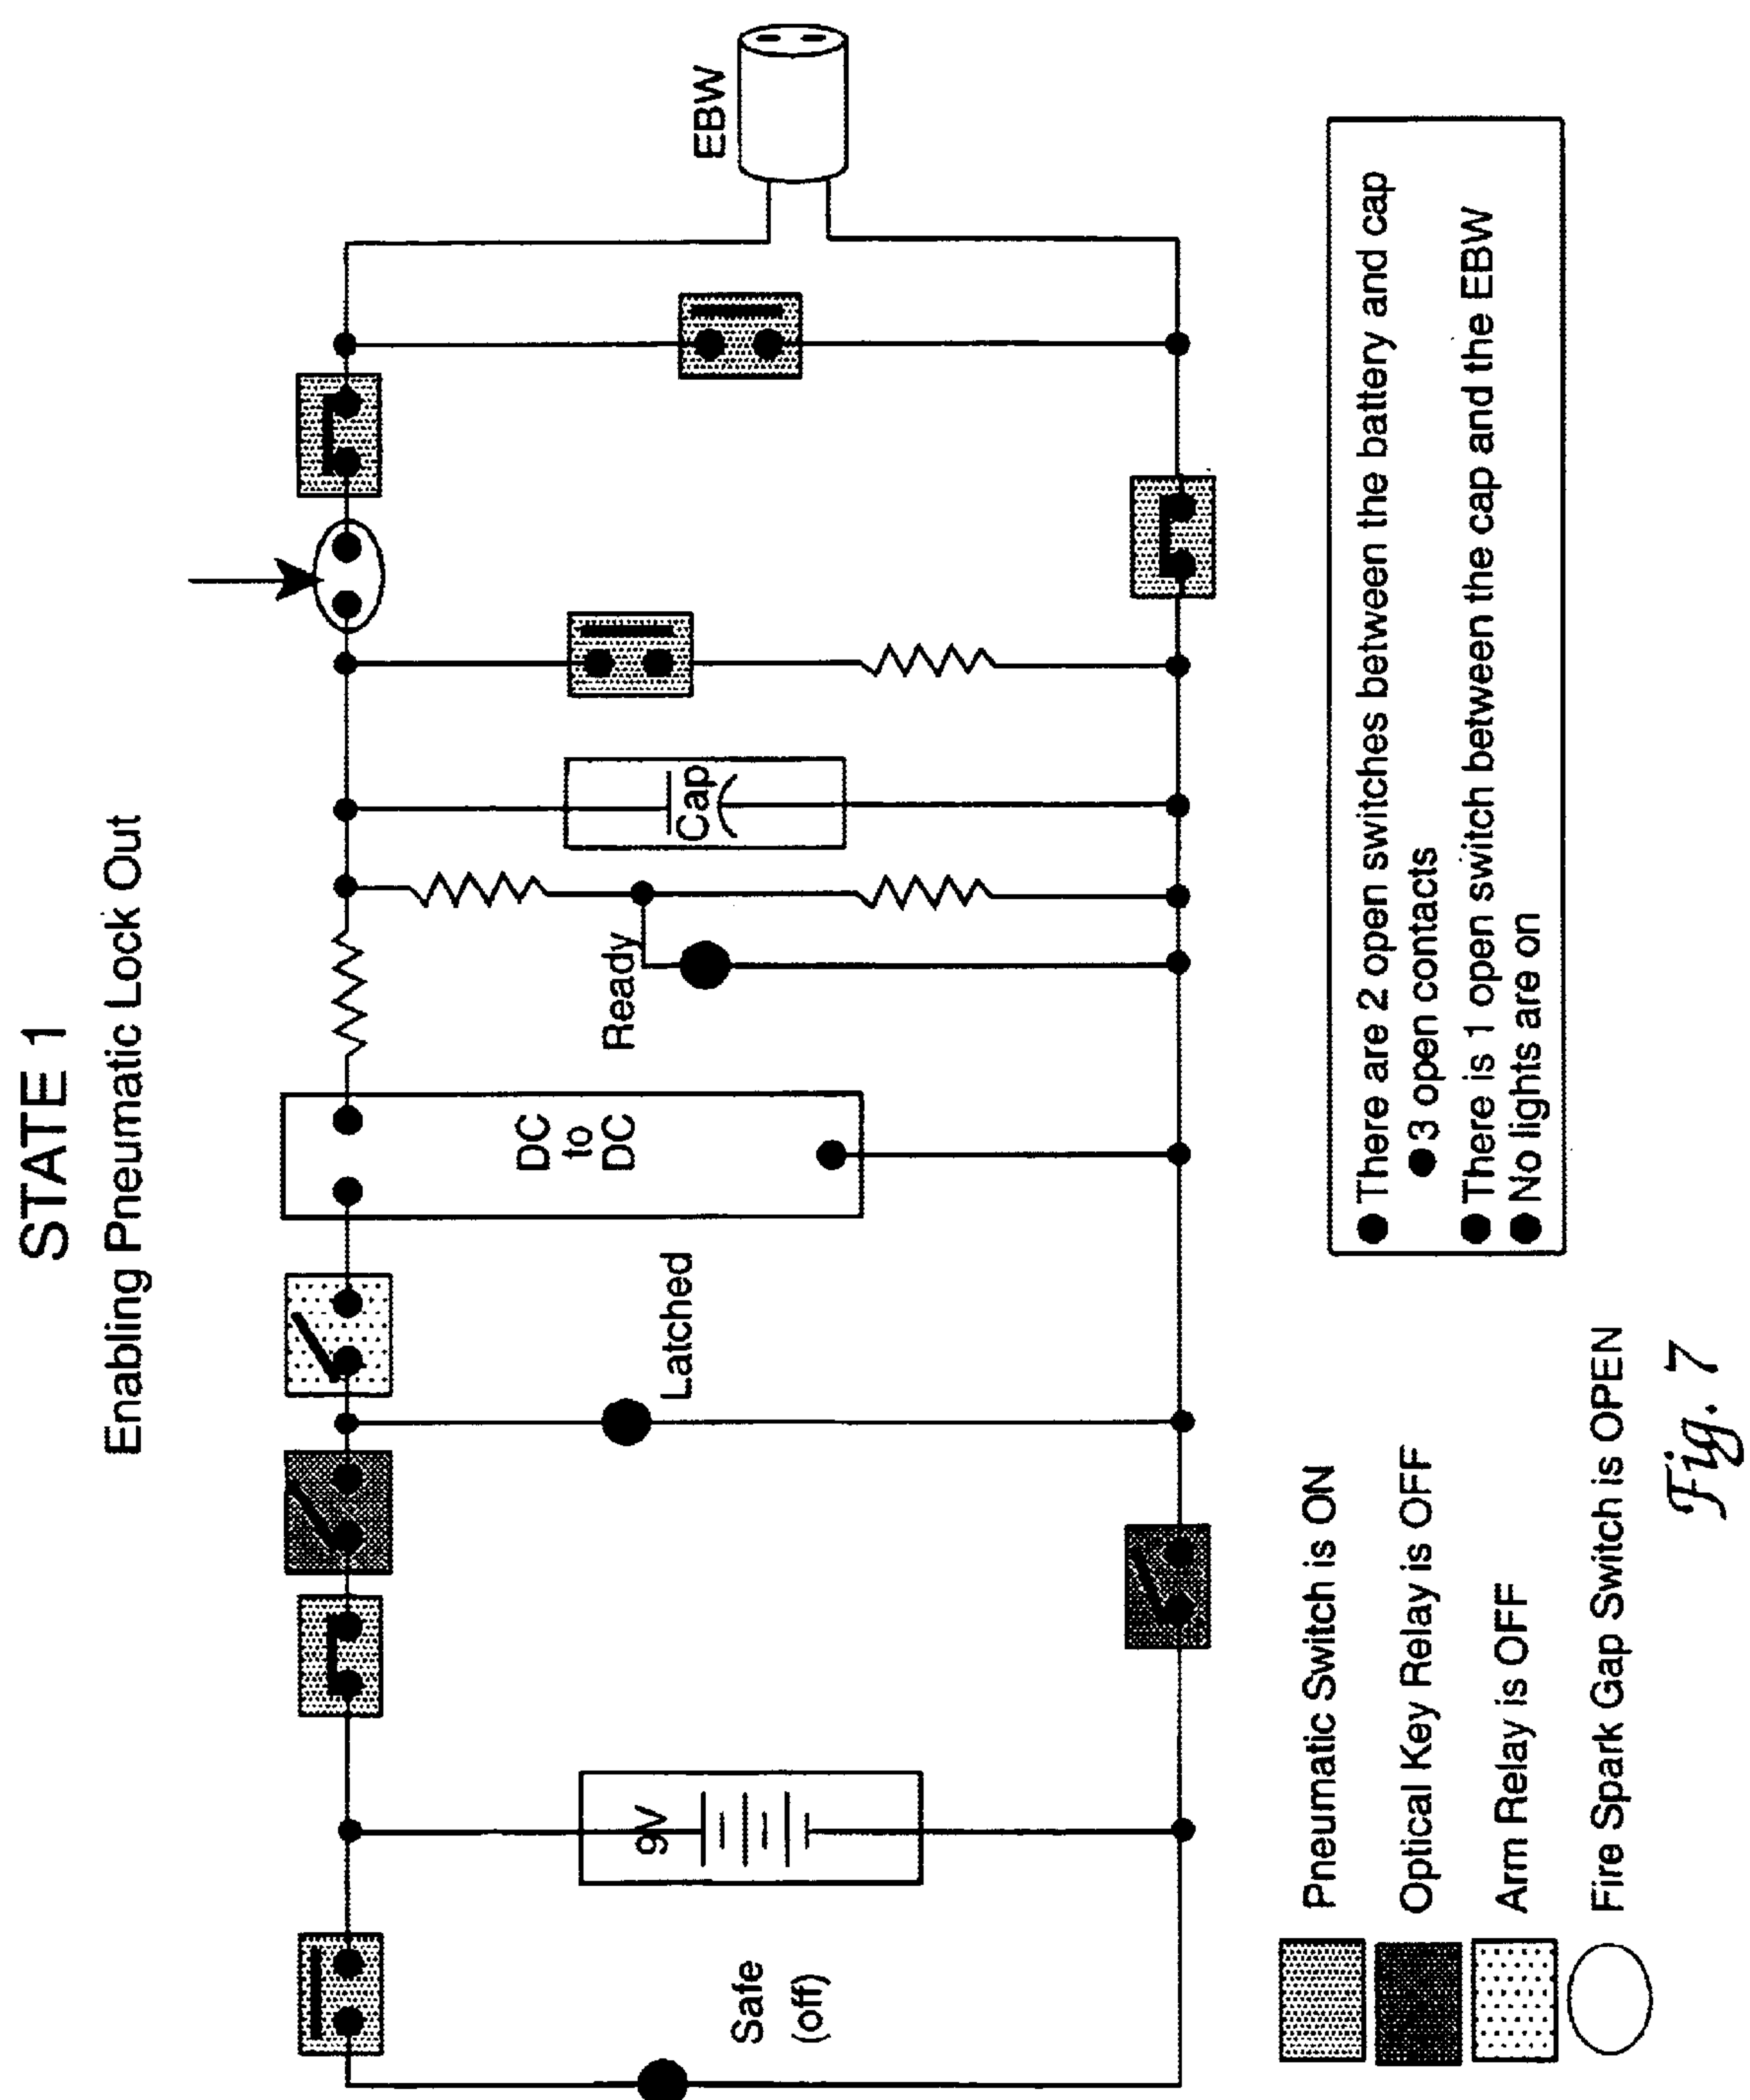 STATE 1
Enabling Pneumatic Lock Out
Safe
(off)
9V
Latched
DC
to
DC
Ready
Cap
EBW
Pneumatic Switch is ON
Optical Key Relay is OFF
Arm Relay is OFF
Fire Spark Gap Switch is OPEN
● There are 2 open switches between the battery and cap
● 3 open contacts
● There is 1 open switch between the cap and the EBW
● No lights are on
Fig. 7